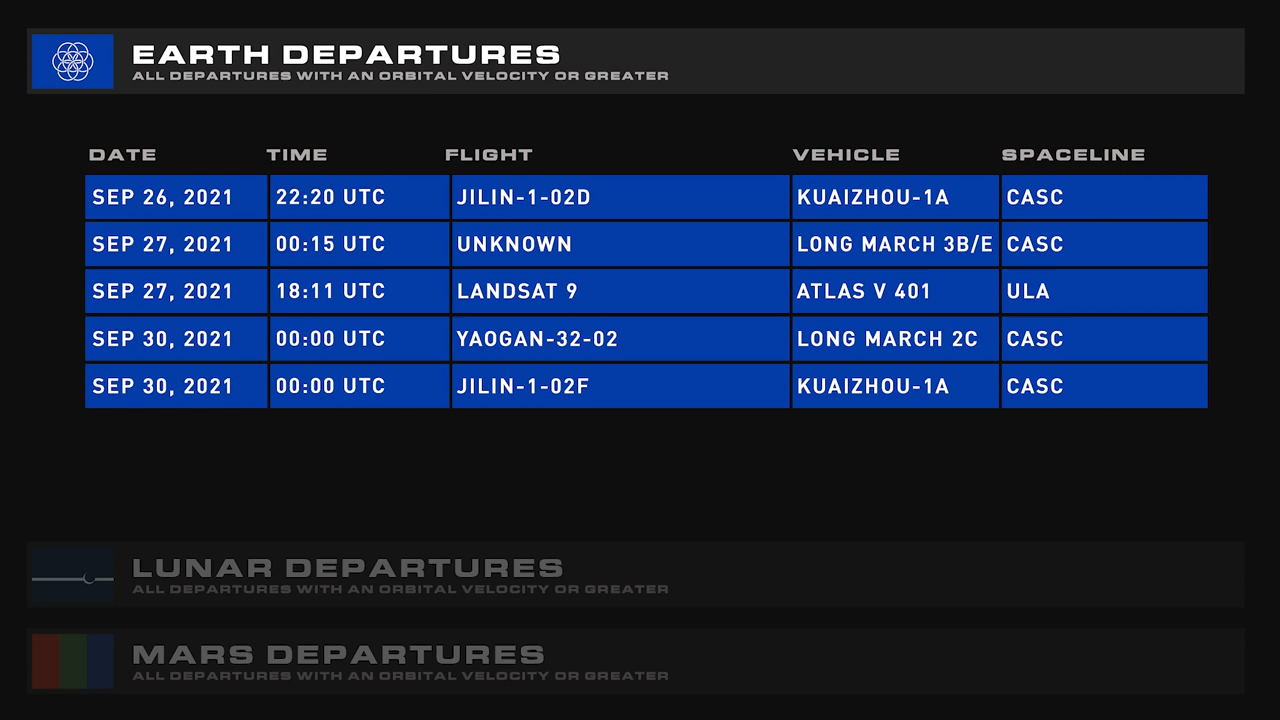 EARTH DEPARTURES
ALL DEPARTURES WITH AN ORBITAL VELOCITY OR GREATER
DATE TIME FLIGHT VEHICLE SPACELINE
SEP 26, 2021 22:20 UTC JILIN-1-02D KUAIZHOU-1A CASC
SEP 27, 2021 00:15 UTC UNKNOWN LONG MARCH 3B/E CASC
SEP 27, 2021 18:11 UTC LANDSAT 9 ATLAS V 401 ULA
SEP 30, 2021 00:00 UTC YAOGAN-32-02 LONG MARCH 2C CASC
SEP 30, 2021 00:00 UTC JILIN-1-02F KUAIZHOU-1A CASC
LUNAR DEPARTURES
ALL DEPARTURES WITH AN ORBITAL VELOCITY OR GREATER
MARS DEPARTURES
ALL DEPARTURES WITH AN ORBITAL VELOCITY OR GREATER